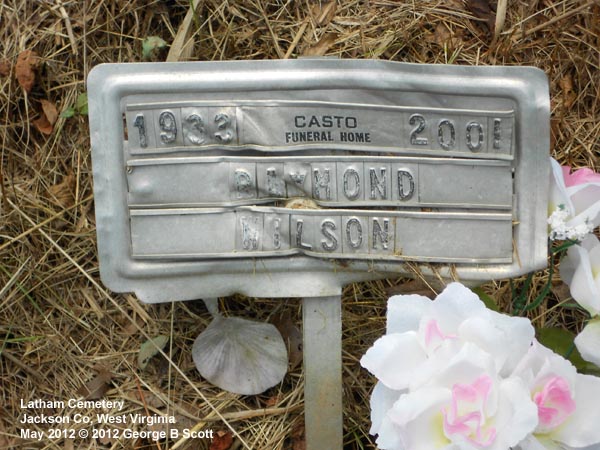 1933 CASTO 2001
FUNERAL HOME
RAYMOND
WILSON
Latham Cemetery
Jackson Co, West Virginia
May 2012 © 2012 George B Scott